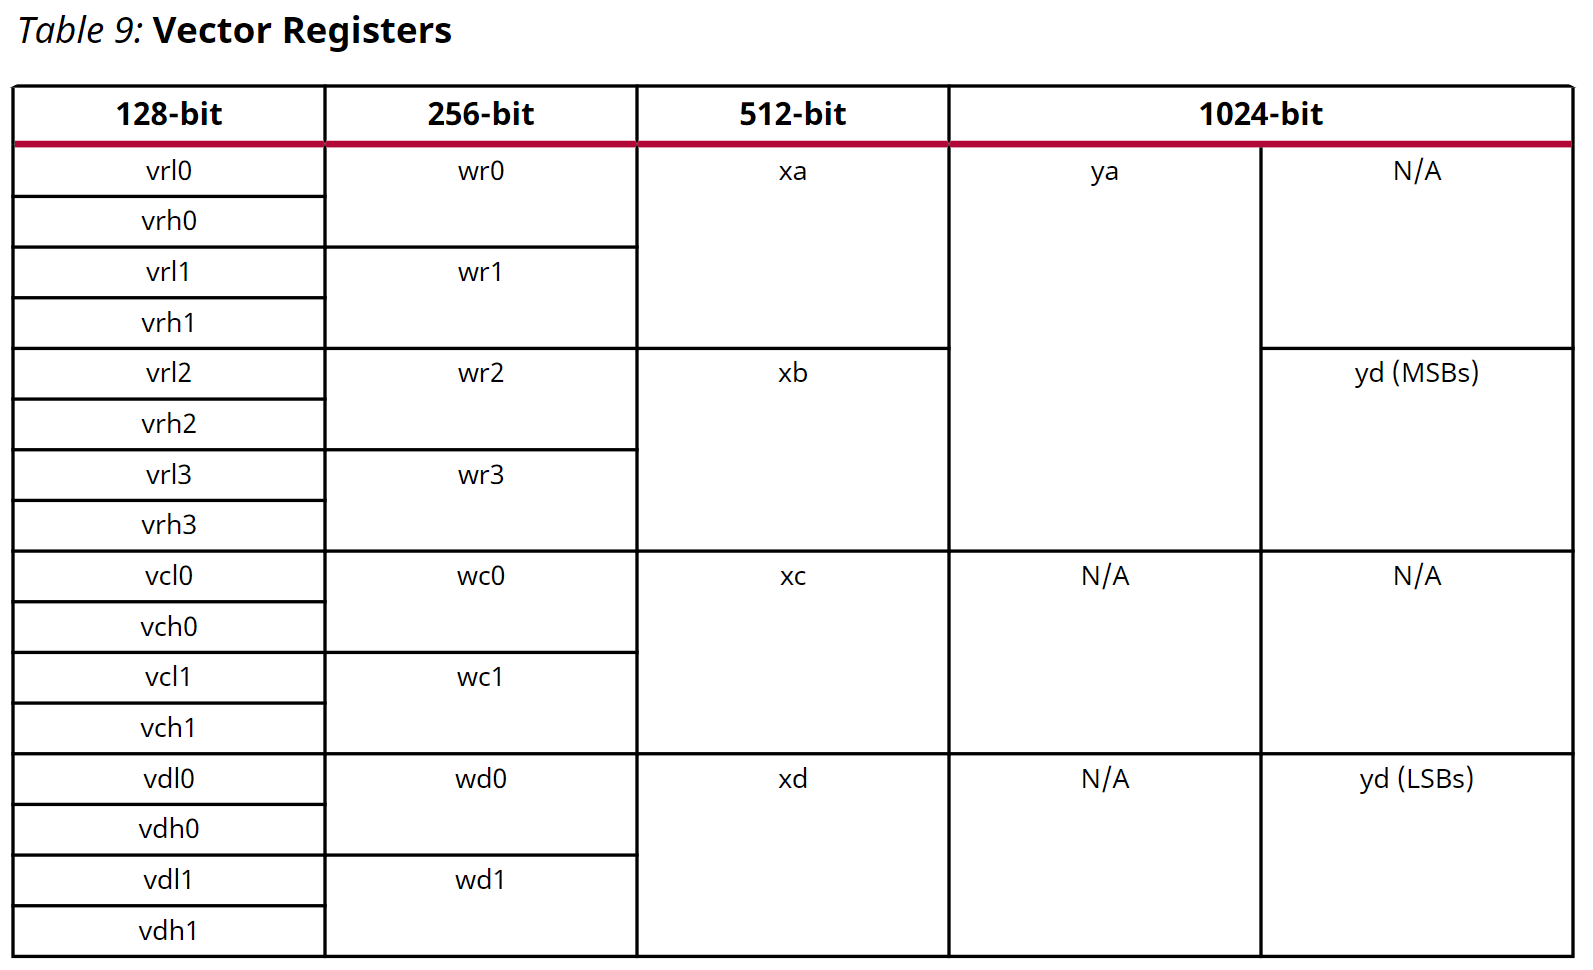 Table 9: Vector Registers
128-bit 256-bit 512-bit 1024-bit
vrl0 wr0 xa ya N/A
vrh0
vrl1 wr1
vrh1
vrl2 wr2 xb yd (MSBs)
vrh2
vrl3 wr3
vrh3
vcl0 wc0 xc N/A N/A
vch0
vcl1 wc1
vch1
vdl0 wd0 xd N/A yd (LSBs)
vdh0
vdl1 wd1
vdh1